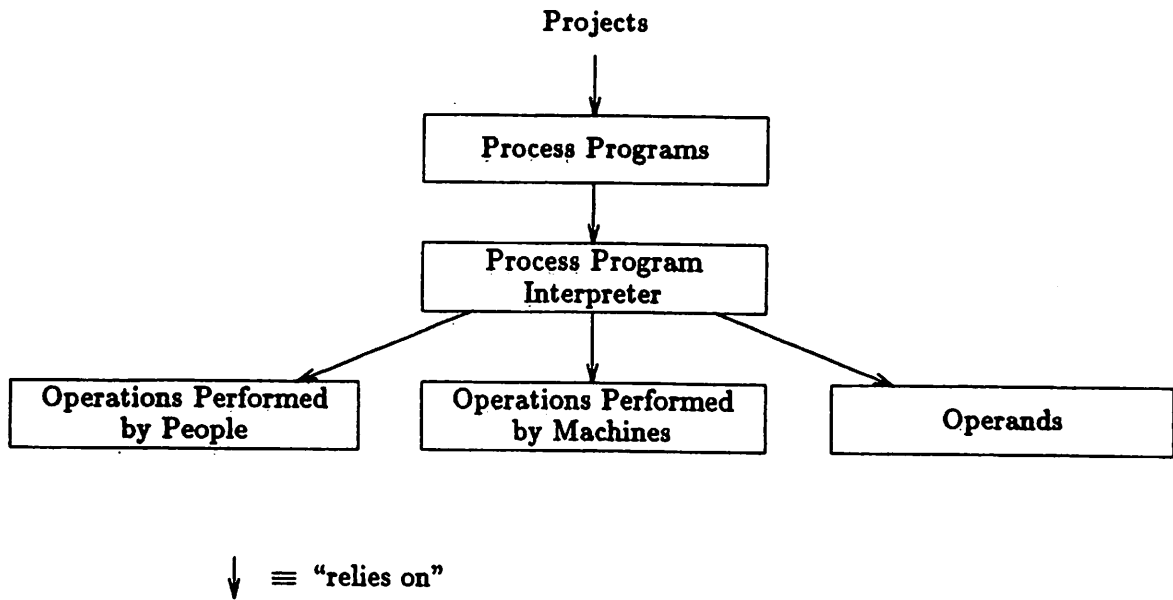 Projects
Process Programs
Process Program
Interpreter
Operations Performed
by People
Operations Performed
by Machines
Operands
↓ ≡ “relies on”